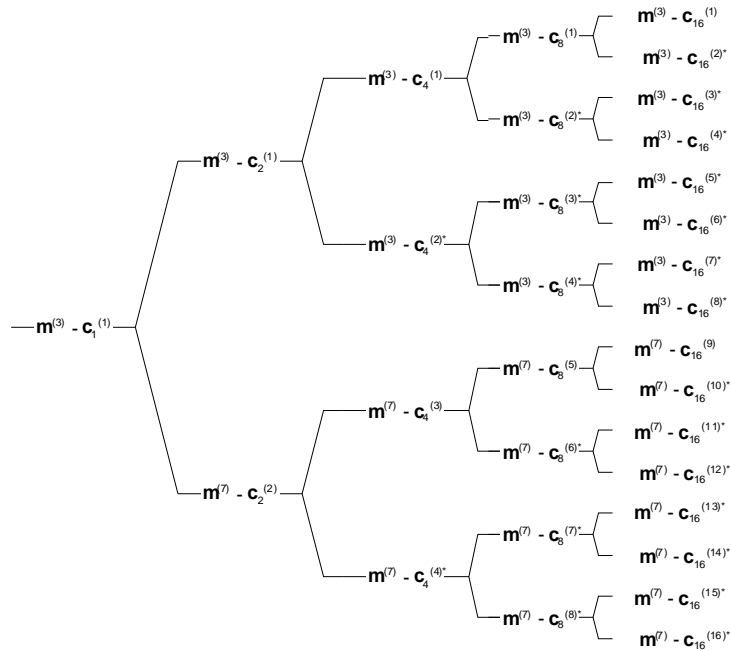 m(3) - c16(1)
m(3) - c8(1)
m(3) - c16(2)*
m(3) - c4(1)
m(3) - c16(3)*
m(3) - c8(2)*
m(3) - c16(4)*
m(3) - c2(1)
m(3) - c16(5)*
m(3) - c8(3)*
m(3) - c16(6)*
m(3) - c4(2)*
m(3) - c16(7)*
m(3) - c8(4)*
m(3) - c16(8)*
m(3) - c1(1)
m(7) - c16(9)
m(7) - c8(5)
m(7) - c16(10)*
m(7) - c4(3)
m(7) - c16(11)*
m(7) - c8(6)*
m(7) - c16(12)*
m(7) - c2(2)
m(7) - c16(13)*
m(7) - c8(7)*
m(7) - c16(14)*
m(7) - c4(4)*
m(7) - c16(15)*
m(7) - c8(8)*
m(7) - c16(16)*